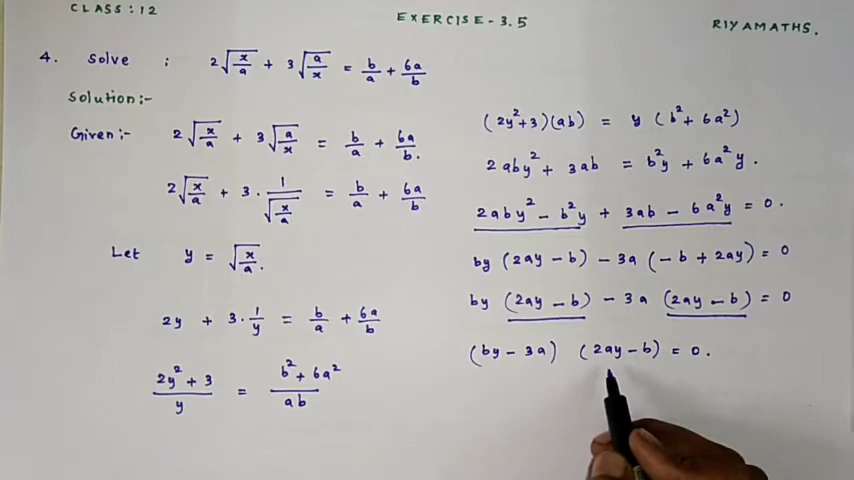 CLASS : 12
EXERCISE - 3.5
RIYAMATHS.
4. Solve : 2√(x/a) + 3√(a/x) = b/a + 6a/b
Solution:-
Given :- 2√(x/a) + 3√(a/x) = b/a + 6a/b.
2√(x/a) + 3 · 1/√(x/a) = b/a + 6a/b
Let y = √(x/a).
2y + 3 · 1/y = b/a + 6a/b
(2y² + 3)/y = (b² + 6a²)/ab
(2y² + 3)(ab) = y (b² + 6a²)
2aby² + 3ab = b²y + 6a²y.
2aby² - b²y + 3ab - 6a²y = 0.
by (2ay - b) - 3a (-b + 2ay) = 0
by (2ay - b) - 3a (2ay - b) = 0
(by - 3a) (2ay - b) = 0.